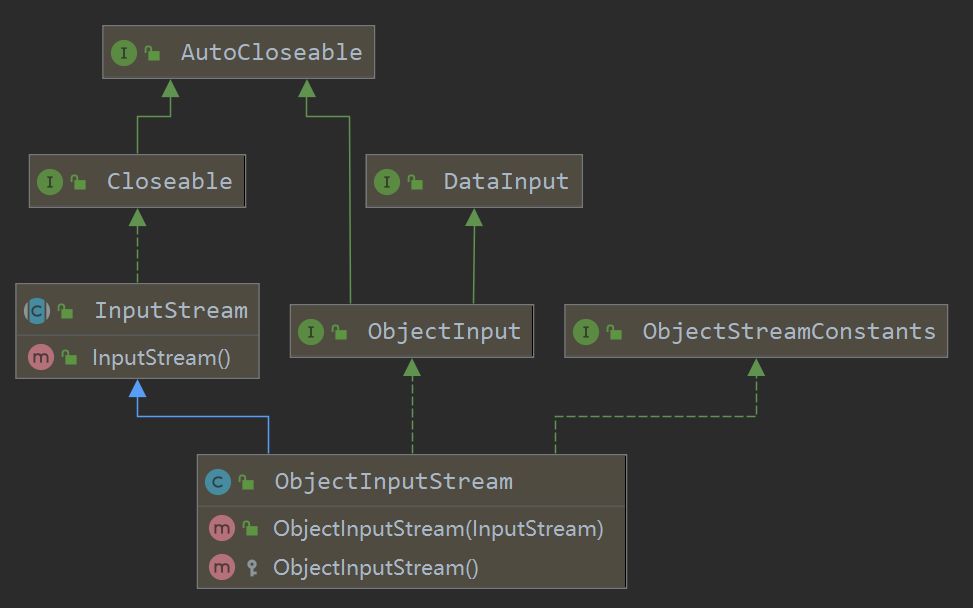 I AutoCloseable
I Closeable
I DataInput
C InputStream
m InputStream()
I ObjectInput
I ObjectStreamConstants
C ObjectInputStream
m ObjectInputStream(InputStream)
m ObjectInputStream()